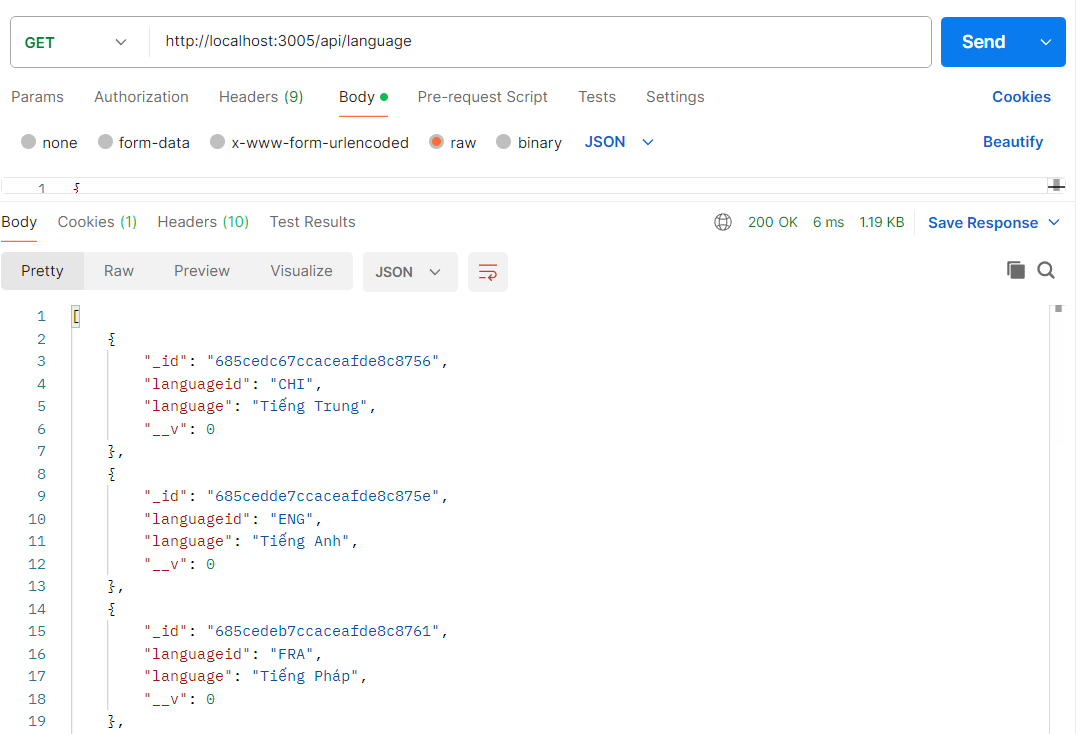 GET http://localhost:3005/api/language Send
Params Authorization Headers (9) Body Pre-request Script Tests Settings Cookies
none form-data x-www-form-urlencoded raw binary JSON Beautify
1 {
Body Cookies (1) Headers (10) Test Results 200 OK 6 ms 1.19 KB Save Response
Pretty Raw Preview Visualize JSON
1 [
2 {
3 "_id": "685cedc67ccaceafde8c8756",
4 "languageid": "CHI",
5 "language": "Tiếng Trung",
6 "__v": 0
7 },
8 {
9 "_id": "685cedde7ccaceafde8c875e",
10 "languageid": "ENG",
11 "language": "Tiếng Anh",
12 "__v": 0
13 },
14 {
15 "_id": "685cedeb7ccaceafde8c8761",
16 "languageid": "FRA",
17 "language": "Tiếng Pháp",
18 "__v": 0
19 },